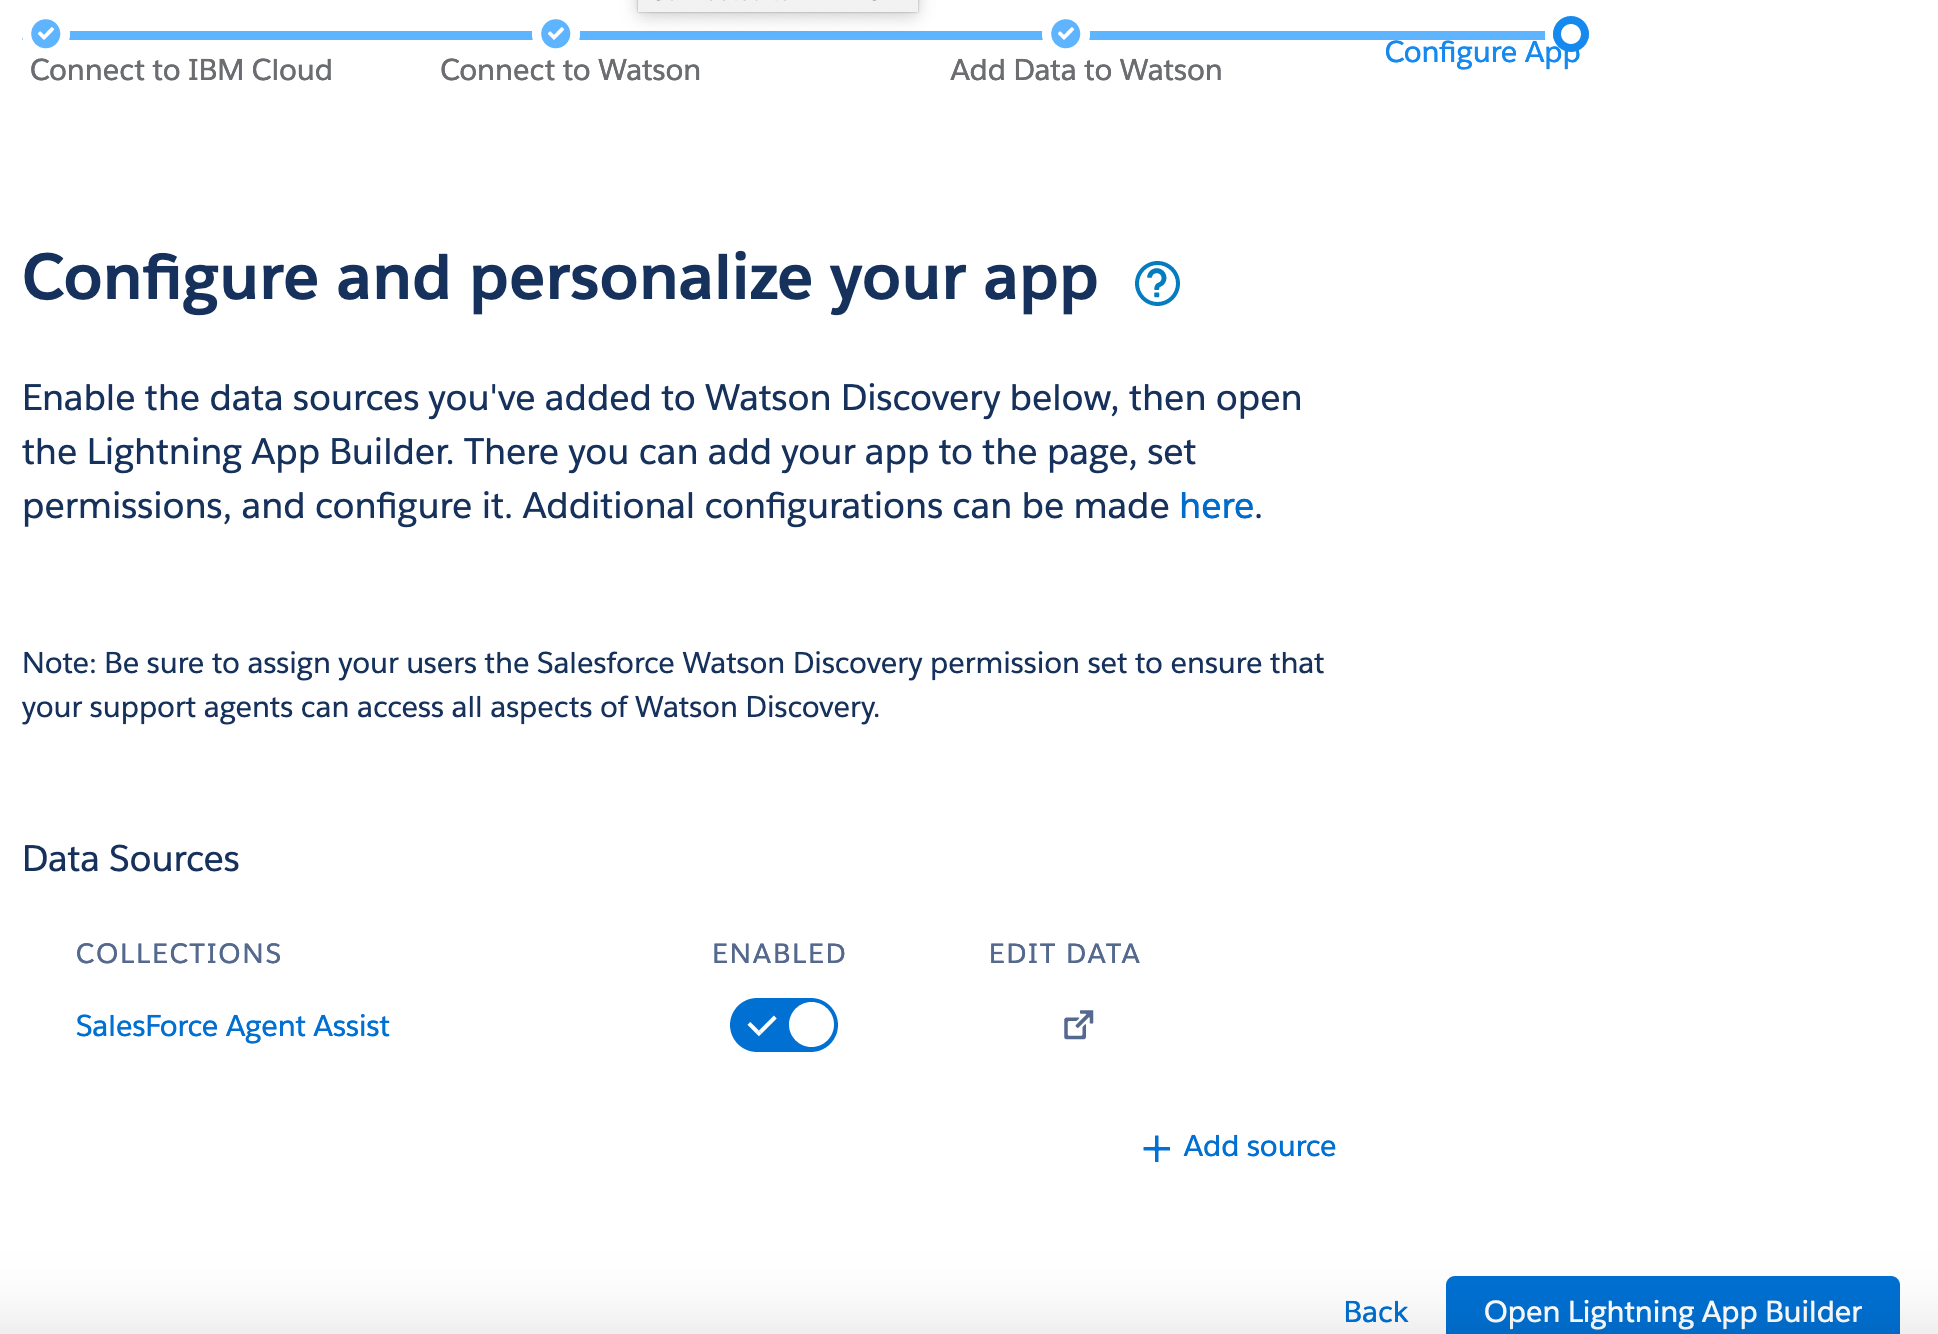 Connect to IBM Cloud
Connect to Watson
Add Data to Watson
Configure App
Configure and personalize your app ?
Enable the data sources you've added to Watson Discovery below, then open
the Lightning App Builder. There you can add your app to the page, set
permissions, and configure it. Additional configurations can be made here.
Note: Be sure to assign your users the Salesforce Watson Discovery permission set to ensure that
your support agents can access all aspects of Watson Discovery.
Data Sources
COLLECTIONS ENABLED EDIT DATA
SalesForce Agent Assist
+ Add source
Back Open Lightning App Builder